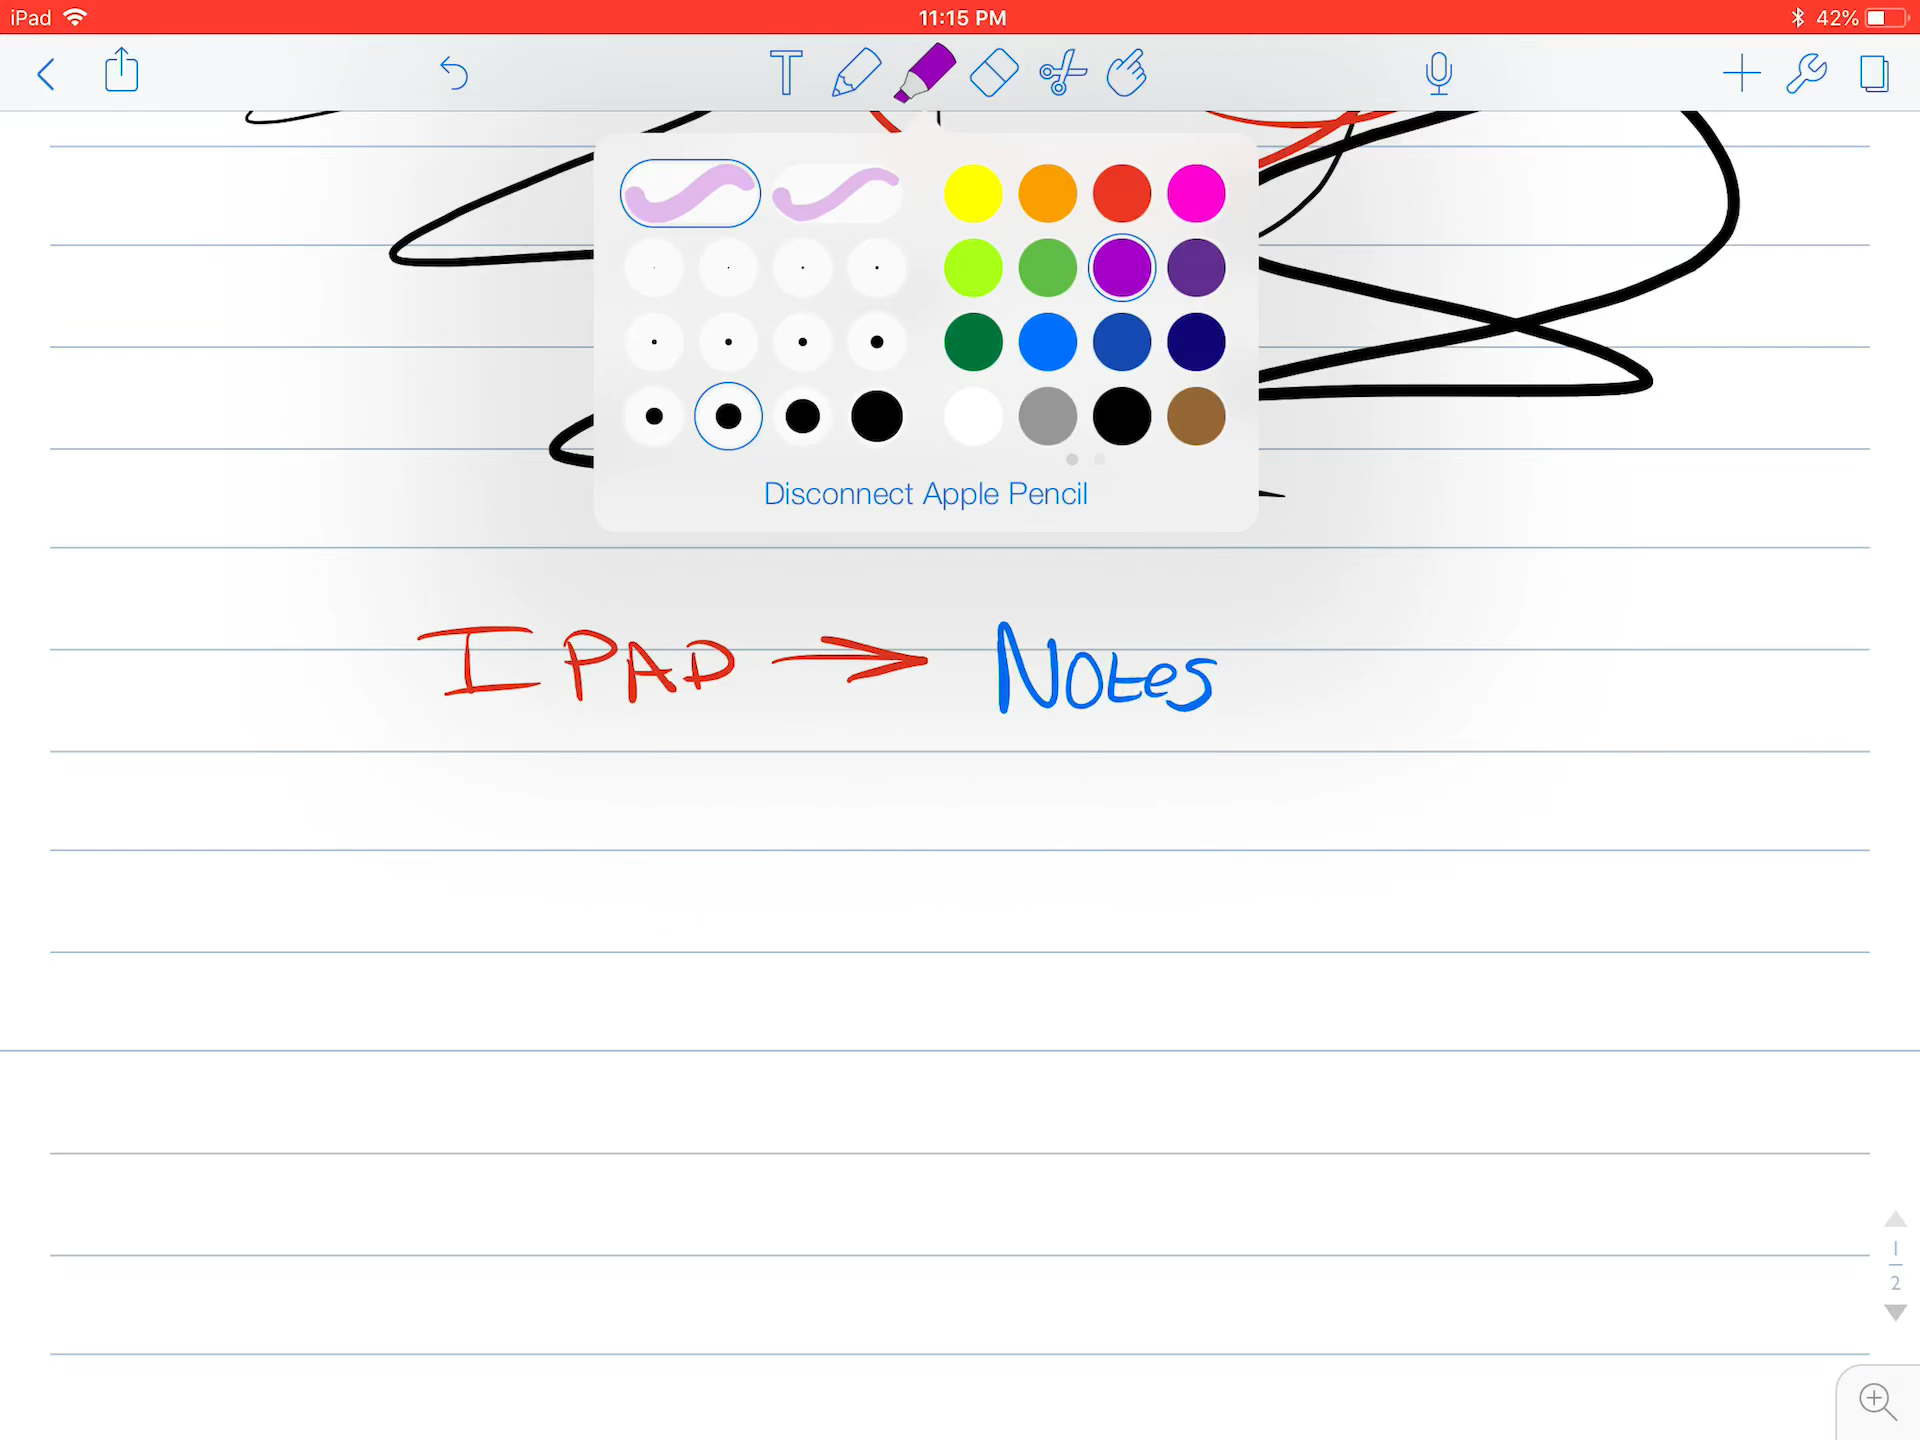 iPad 11:15 PM 42%
T
Disconnect Apple Pencil
IPAD → Notes
1
2